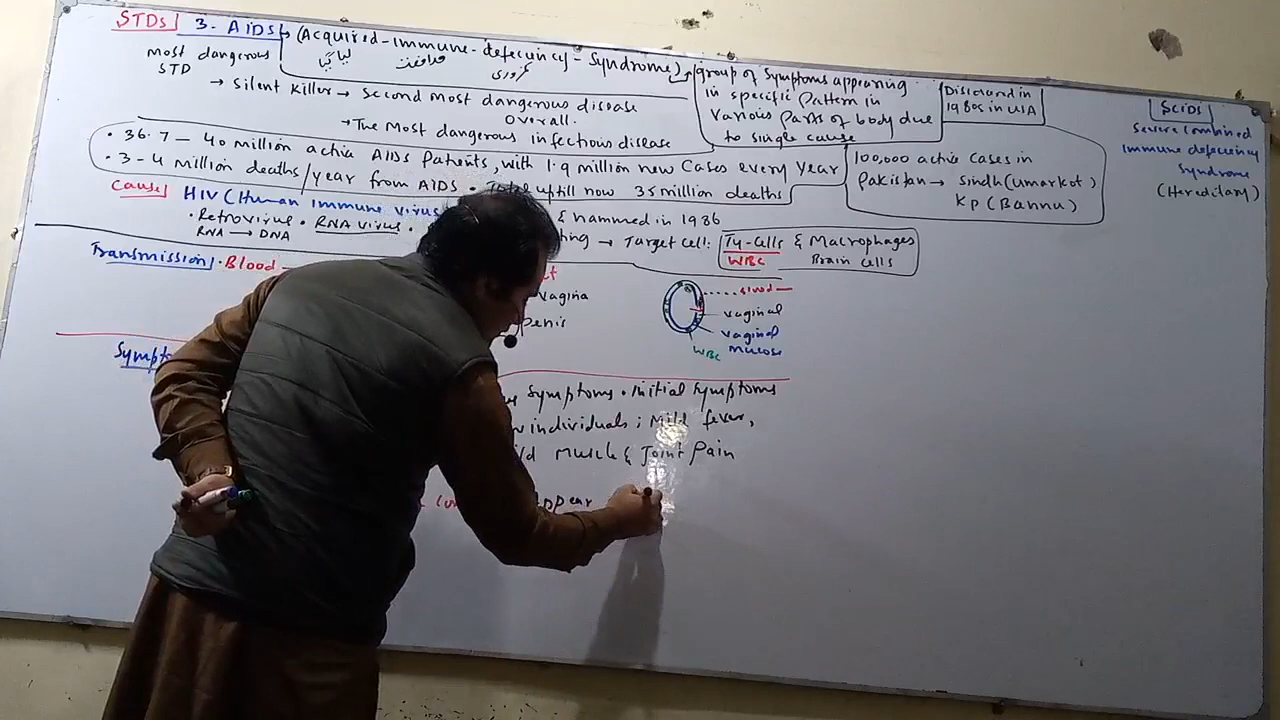 STDs 3- AIDS → (Acquired-Immune-defeciency-Syndrome)
لیا گیا مدافعت کمزوری
Most dangerous STD
→ Silent Killer → Second most dangerous disease overall.
→ The Most dangerous infectious disease
group of Symptoms appearing
in specific Pattern in
various Parts of body due
to single cause
Discloured in
1980s in USA
SCIDS
Severe combined
immune defeciency
Syndrome
(Hereditary)
• 36.7 – 40 million active AIDS Patients, with 1.9 million new cases every year
• 3-4 million deaths/year from AIDS • Total uptill now 35 million deaths
100,000 active cases in
Pakistan → Sindh (Umarkot)
KP (Bannu)
Cause HIV (Human Immune virus & nammed in 1986
• Retrovirus • RNA virus •
RNA → DNA
→ Target cell: T4-Cells & Macrophages
WBC Brain cells
Transmission • Blood
vagina
penis
blood
vaginal
vaginal
mucose
WBC
Symptoms • Initial Symptoms
individuals; Mild fever,
Muscle & Joint Pain
appear